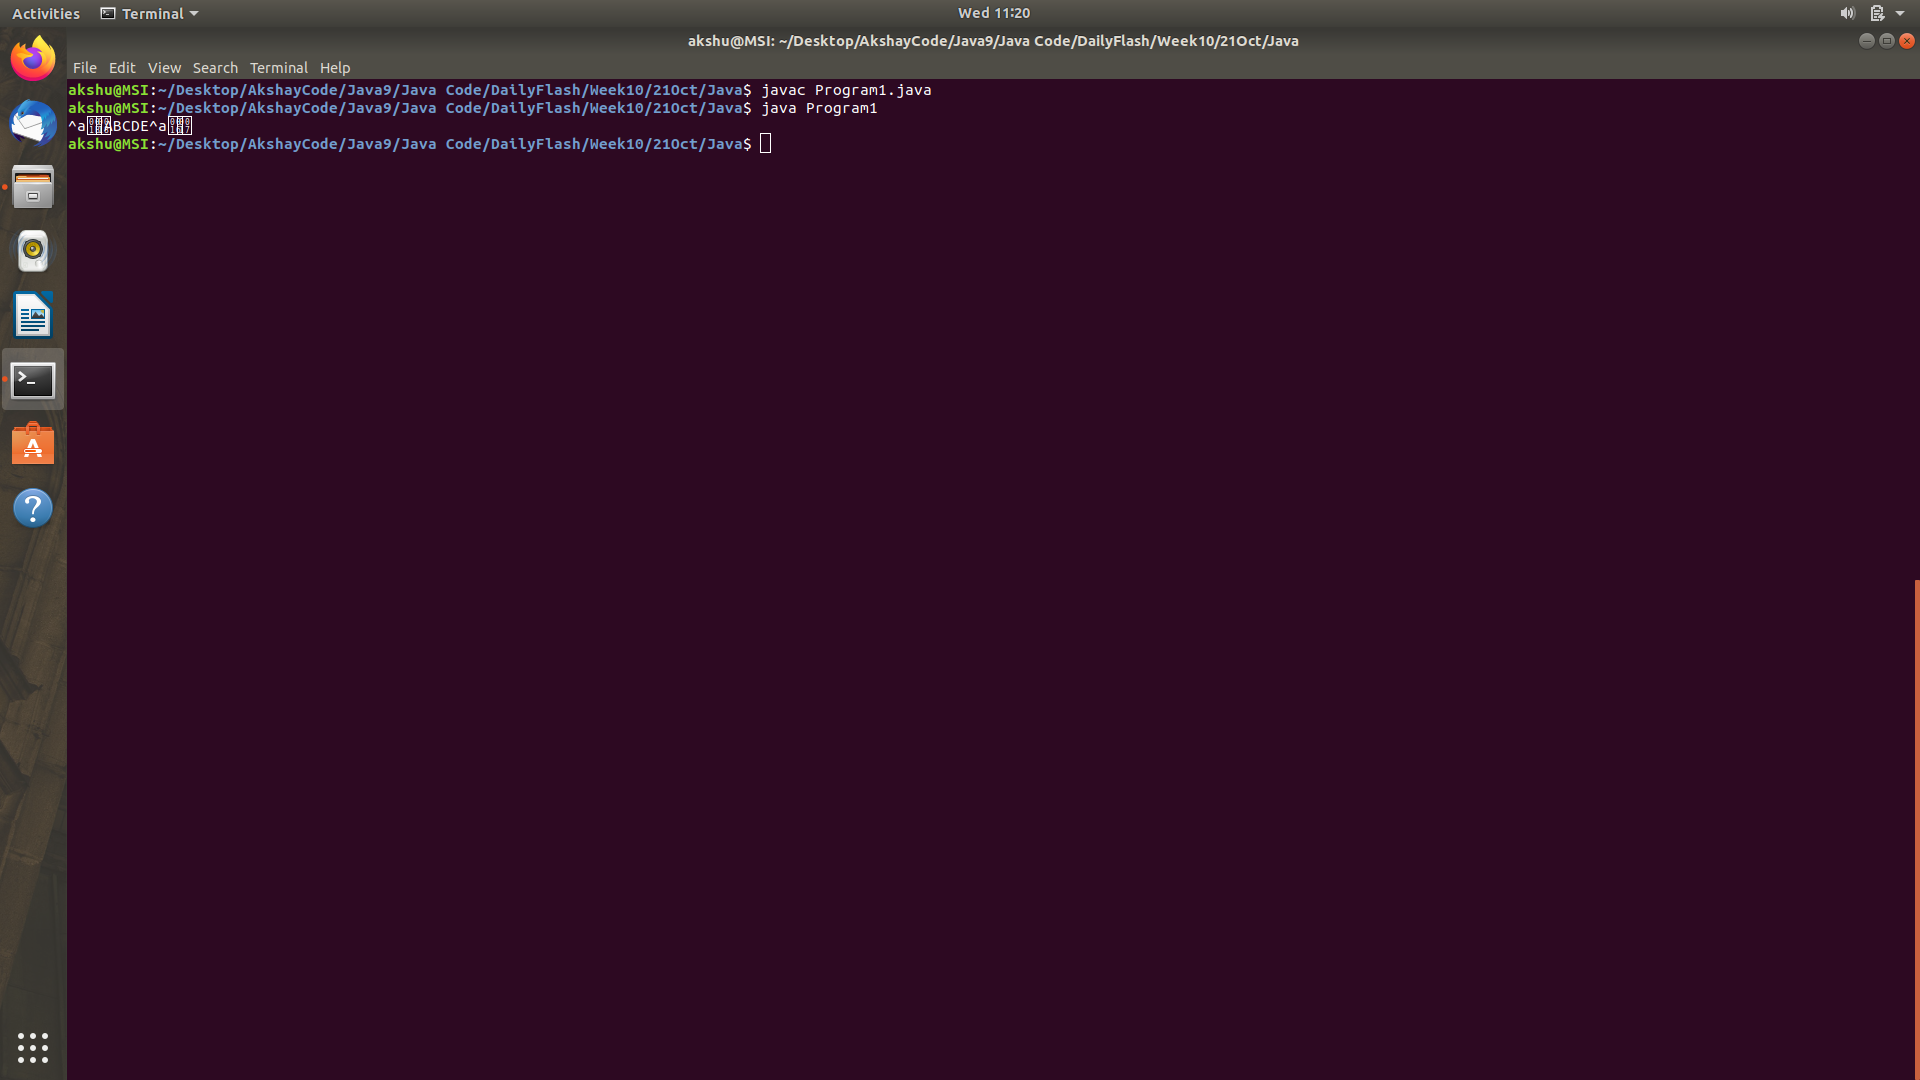 Activities Terminal Wed 11:20
akshu@MSI: ~/Desktop/AkshayCode/Java9/Java Code/DailyFlash/Week10/21Oct/Java
File Edit View Search Terminal Help
akshu@MSI:~/Desktop/AkshayCode/Java9/Java Code/DailyFlash/Week10/21Oct/Java$ javac Program1.java
akshu@MSI:~/Desktop/AkshayCode/Java9/Java Code/DailyFlash/Week10/21Oct/Java$ java Program1
^aABCDE^a
akshu@MSI:~/Desktop/AkshayCode/Java9/Java Code/DailyFlash/Week10/21Oct/Java$